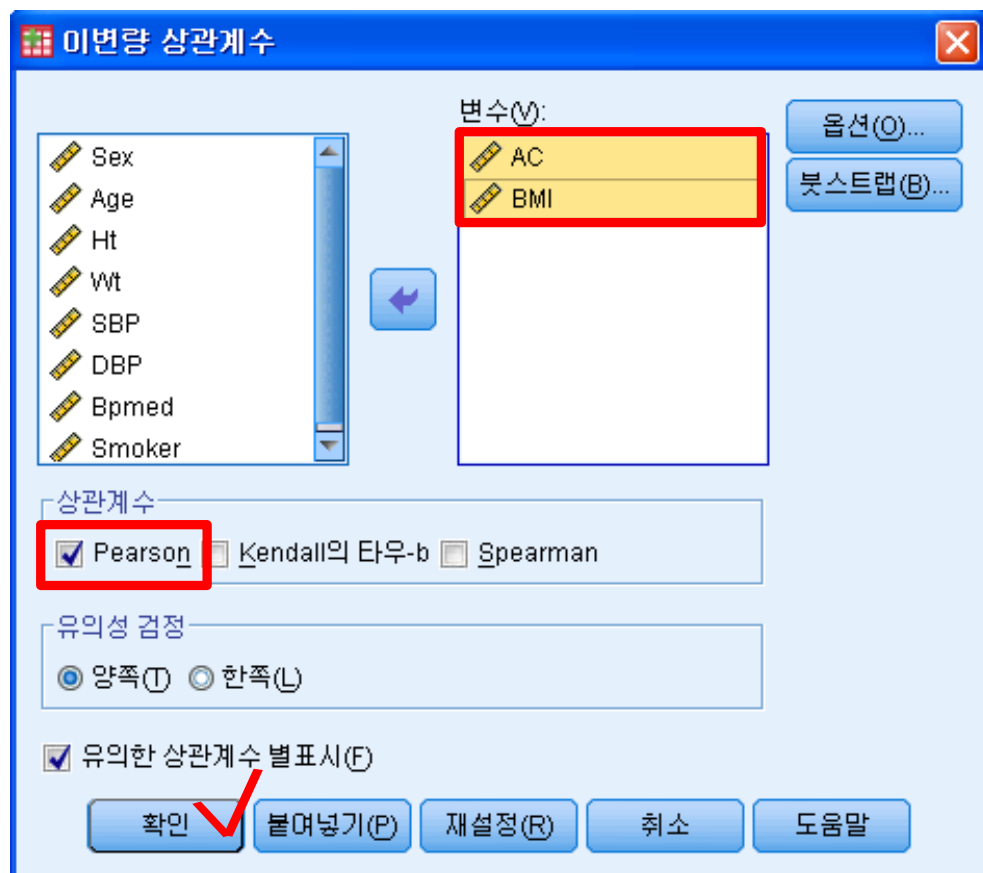 이변량 상관계수
변수(V):
Sex
Age
Ht
Wt
SBP
DBP
Bpmed
Smoker
AC
BMI
옵션(O)...
붓스트랩(B)...
상관계수
Pearson Kendall의 타우-b Spearman
유의성 검정
양쪽(T) 한쪽(L)
유의한 상관계수 별표시(F)
확인 붙여넣기(P) 재설정(R) 취소 도움말